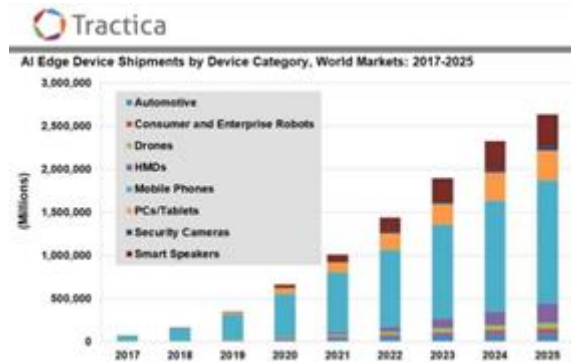 Tractica
AI Edge Device Shipments by Device Category, World Markets: 2017-2025
(Millions)
3,000,000
2,500,000
2,000,000
1,500,000
1,000,000
500,000
0
Automotive
Consumer and Enterprise Robots
Drones
HMDs
Mobile Phones
PCs/Tablets
Security Cameras
Smart Speakers
2017 2018 2019 2020 2021 2022 2023 2024 2025